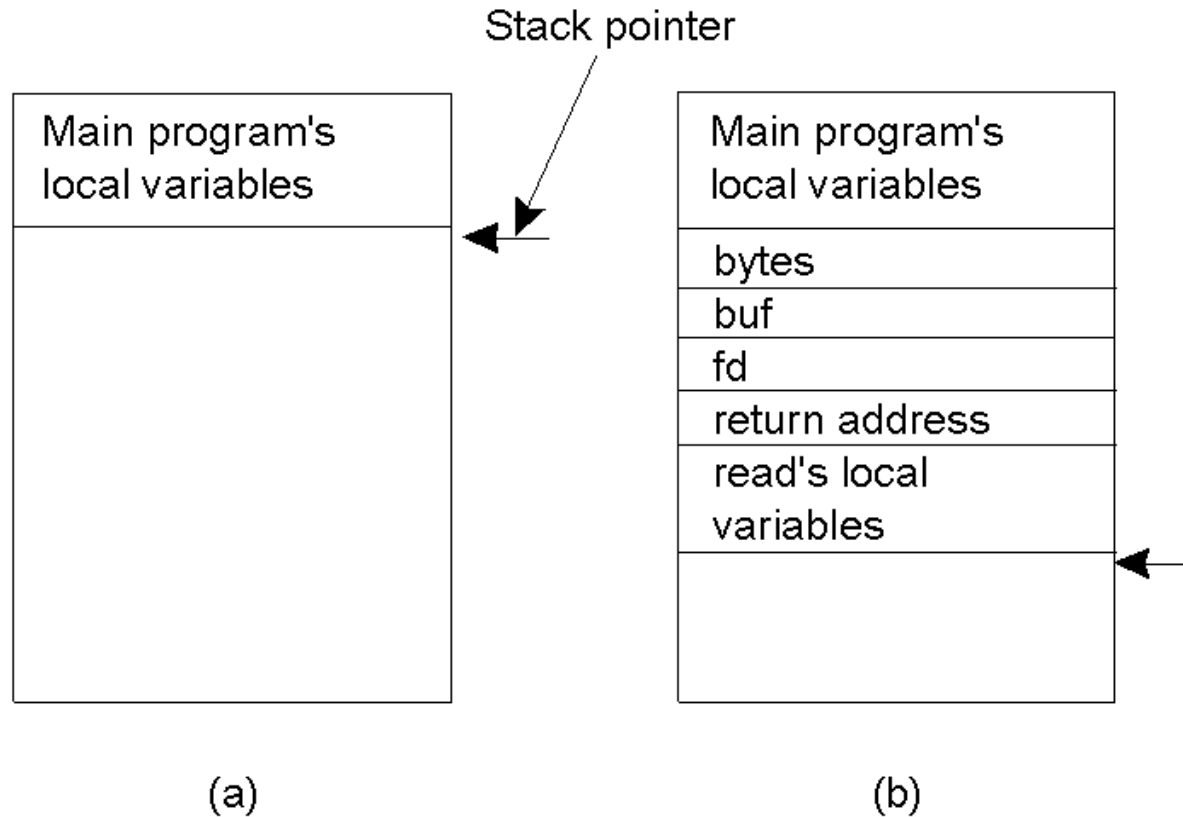 Stack pointer
Main program's
local variables
Main program's
local variables
bytes
buf
fd
return address
read's local
variables
(a)
(b)